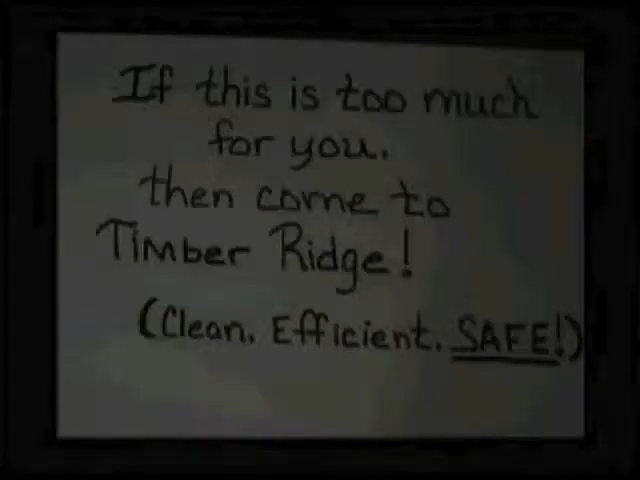 If this is too much
for you.
then come to
Timber Ridge!
(Clean. Efficient. SAFE!)